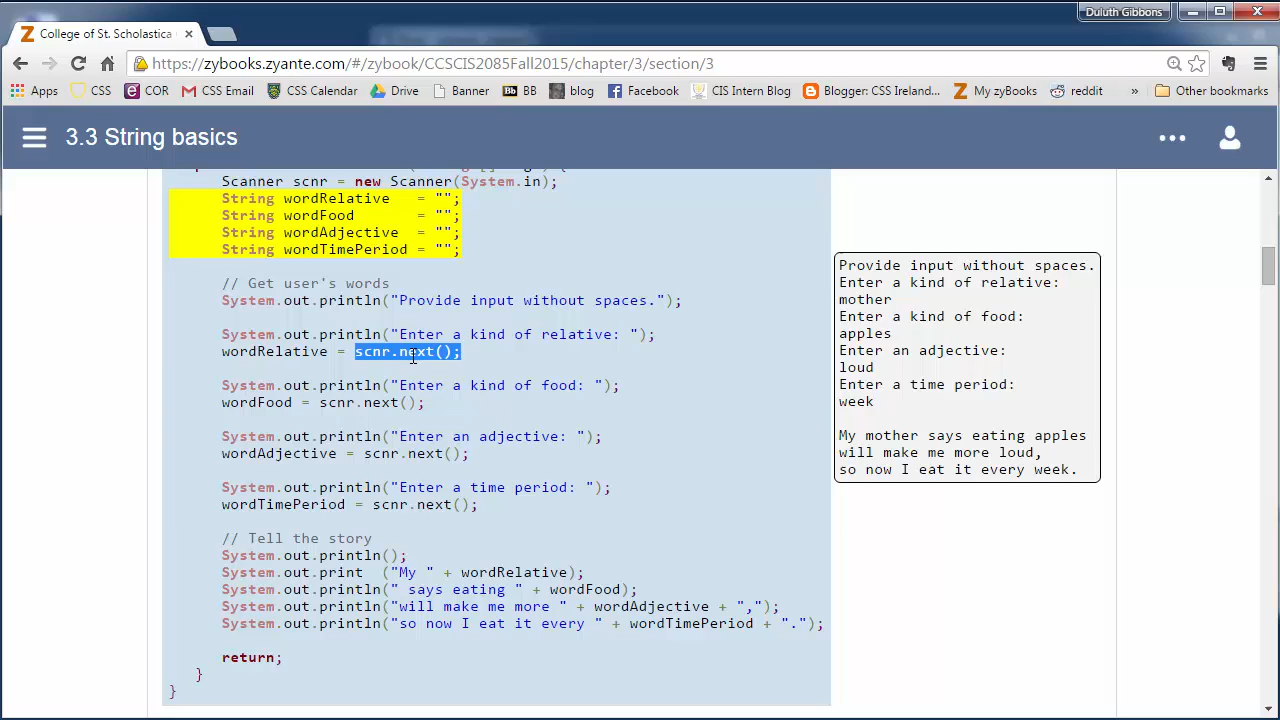 Duluth Gibbons
College of St. Scholastica
https://zybooks.zyante.com/#/zybook/CCSCIS2085Fall2015/chapter/3/section/3
Apps CSS COR CSS Email CSS Calendar Drive iBanner BB blog Facebook CIS Intern Blog Blogger: CSS Ireland... My zyBooks reddit » Other bookmarks
3.3 String basics
Scanner scnr = new Scanner(System.in);
String wordRelative = "";
String wordFood = "";
String wordAdjective = "";
String wordTimePeriod = "";
// Get user's words
System.out.println("Provide input without spaces.");
System.out.println("Enter a kind of relative: ");
wordRelative = scnr.next();
System.out.println("Enter a kind of food: ");
wordFood = scnr.next();
System.out.println("Enter an adjective: ");
wordAdjective = scnr.next();
System.out.println("Enter a time period: ");
wordTimePeriod = scnr.next();
// Tell the story
System.out.println();
System.out.print ("My " + wordRelative);
System.out.println(" says eating " + wordFood);
System.out.println("will make me more " + wordAdjective + ",");
System.out.println("so now I eat it every " + wordTimePeriod + ".");
return;
}
}
Provide input without spaces.
Enter a kind of relative:
mother
Enter a kind of food:
apples
Enter an adjective:
loud
Enter a time period:
week
My mother says eating apples
will make me more loud,
so now I eat it every week.